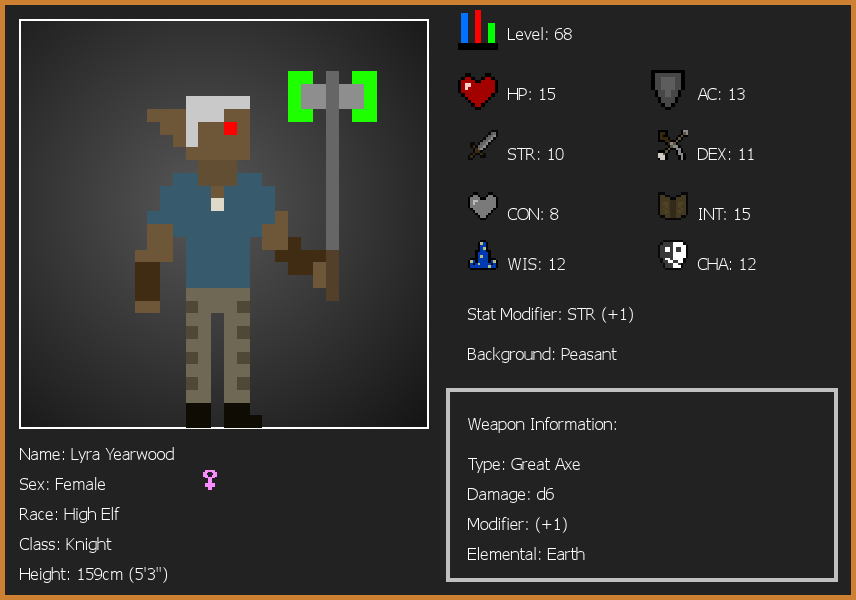 Level: 68
HP: 15
AC: 13
STR: 10
DEX: 11
CON: 8
INT: 15
WIS: 12
CHA: 12
Stat Modifier: STR (+1)
Background: Peasant
Weapon Information:
Type: Great Axe
Damage: d6
Modifier: (+1)
Elemental: Earth
Name: Lyra Yearwood
Sex: Female
Race: High Elf
Class: Knight
Height: 159cm (5'3")